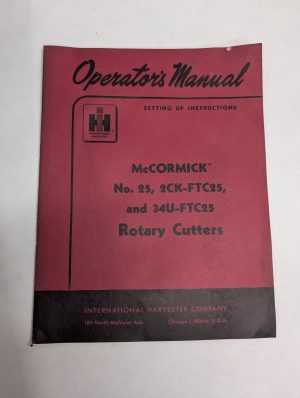 Operator's Manual
SETTING UP INSTRUCTIONS
IH
McCORMICK®
No. 25, 2CK-FTC25,
and 34U-FTC25
Rotary Cutters
INTERNATIONAL HARVESTER COMPANY
180 North Michigan Ave. Chicago 1, Illinois, U.S.A.